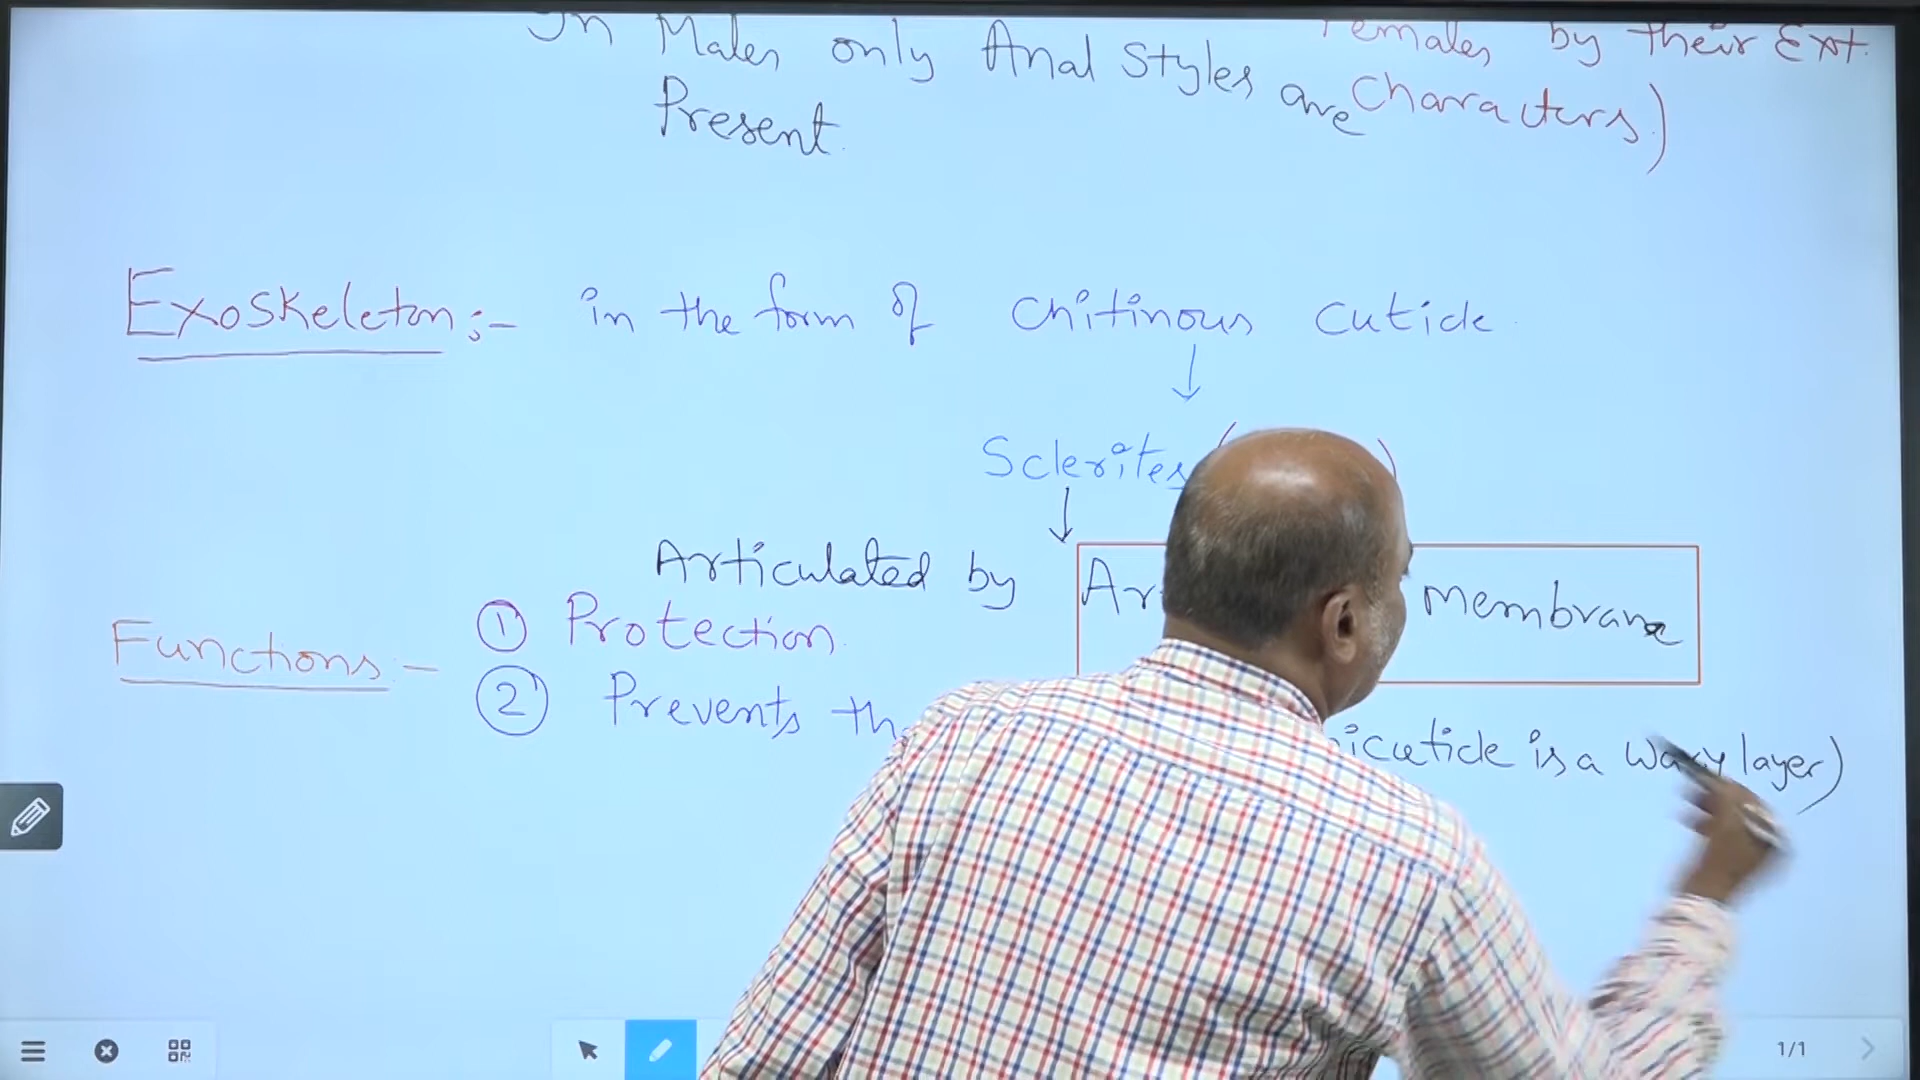 In Males only Anal Styles are
Present.
Females by their Ext.
Characters)
Exoskeleton :- in the form of chitinous cuticle.
Sclerites (
Articulated by Ar membrane
Functions :- ① Protection.
② Prevents the
icuticle is a waxy layer)
1/1